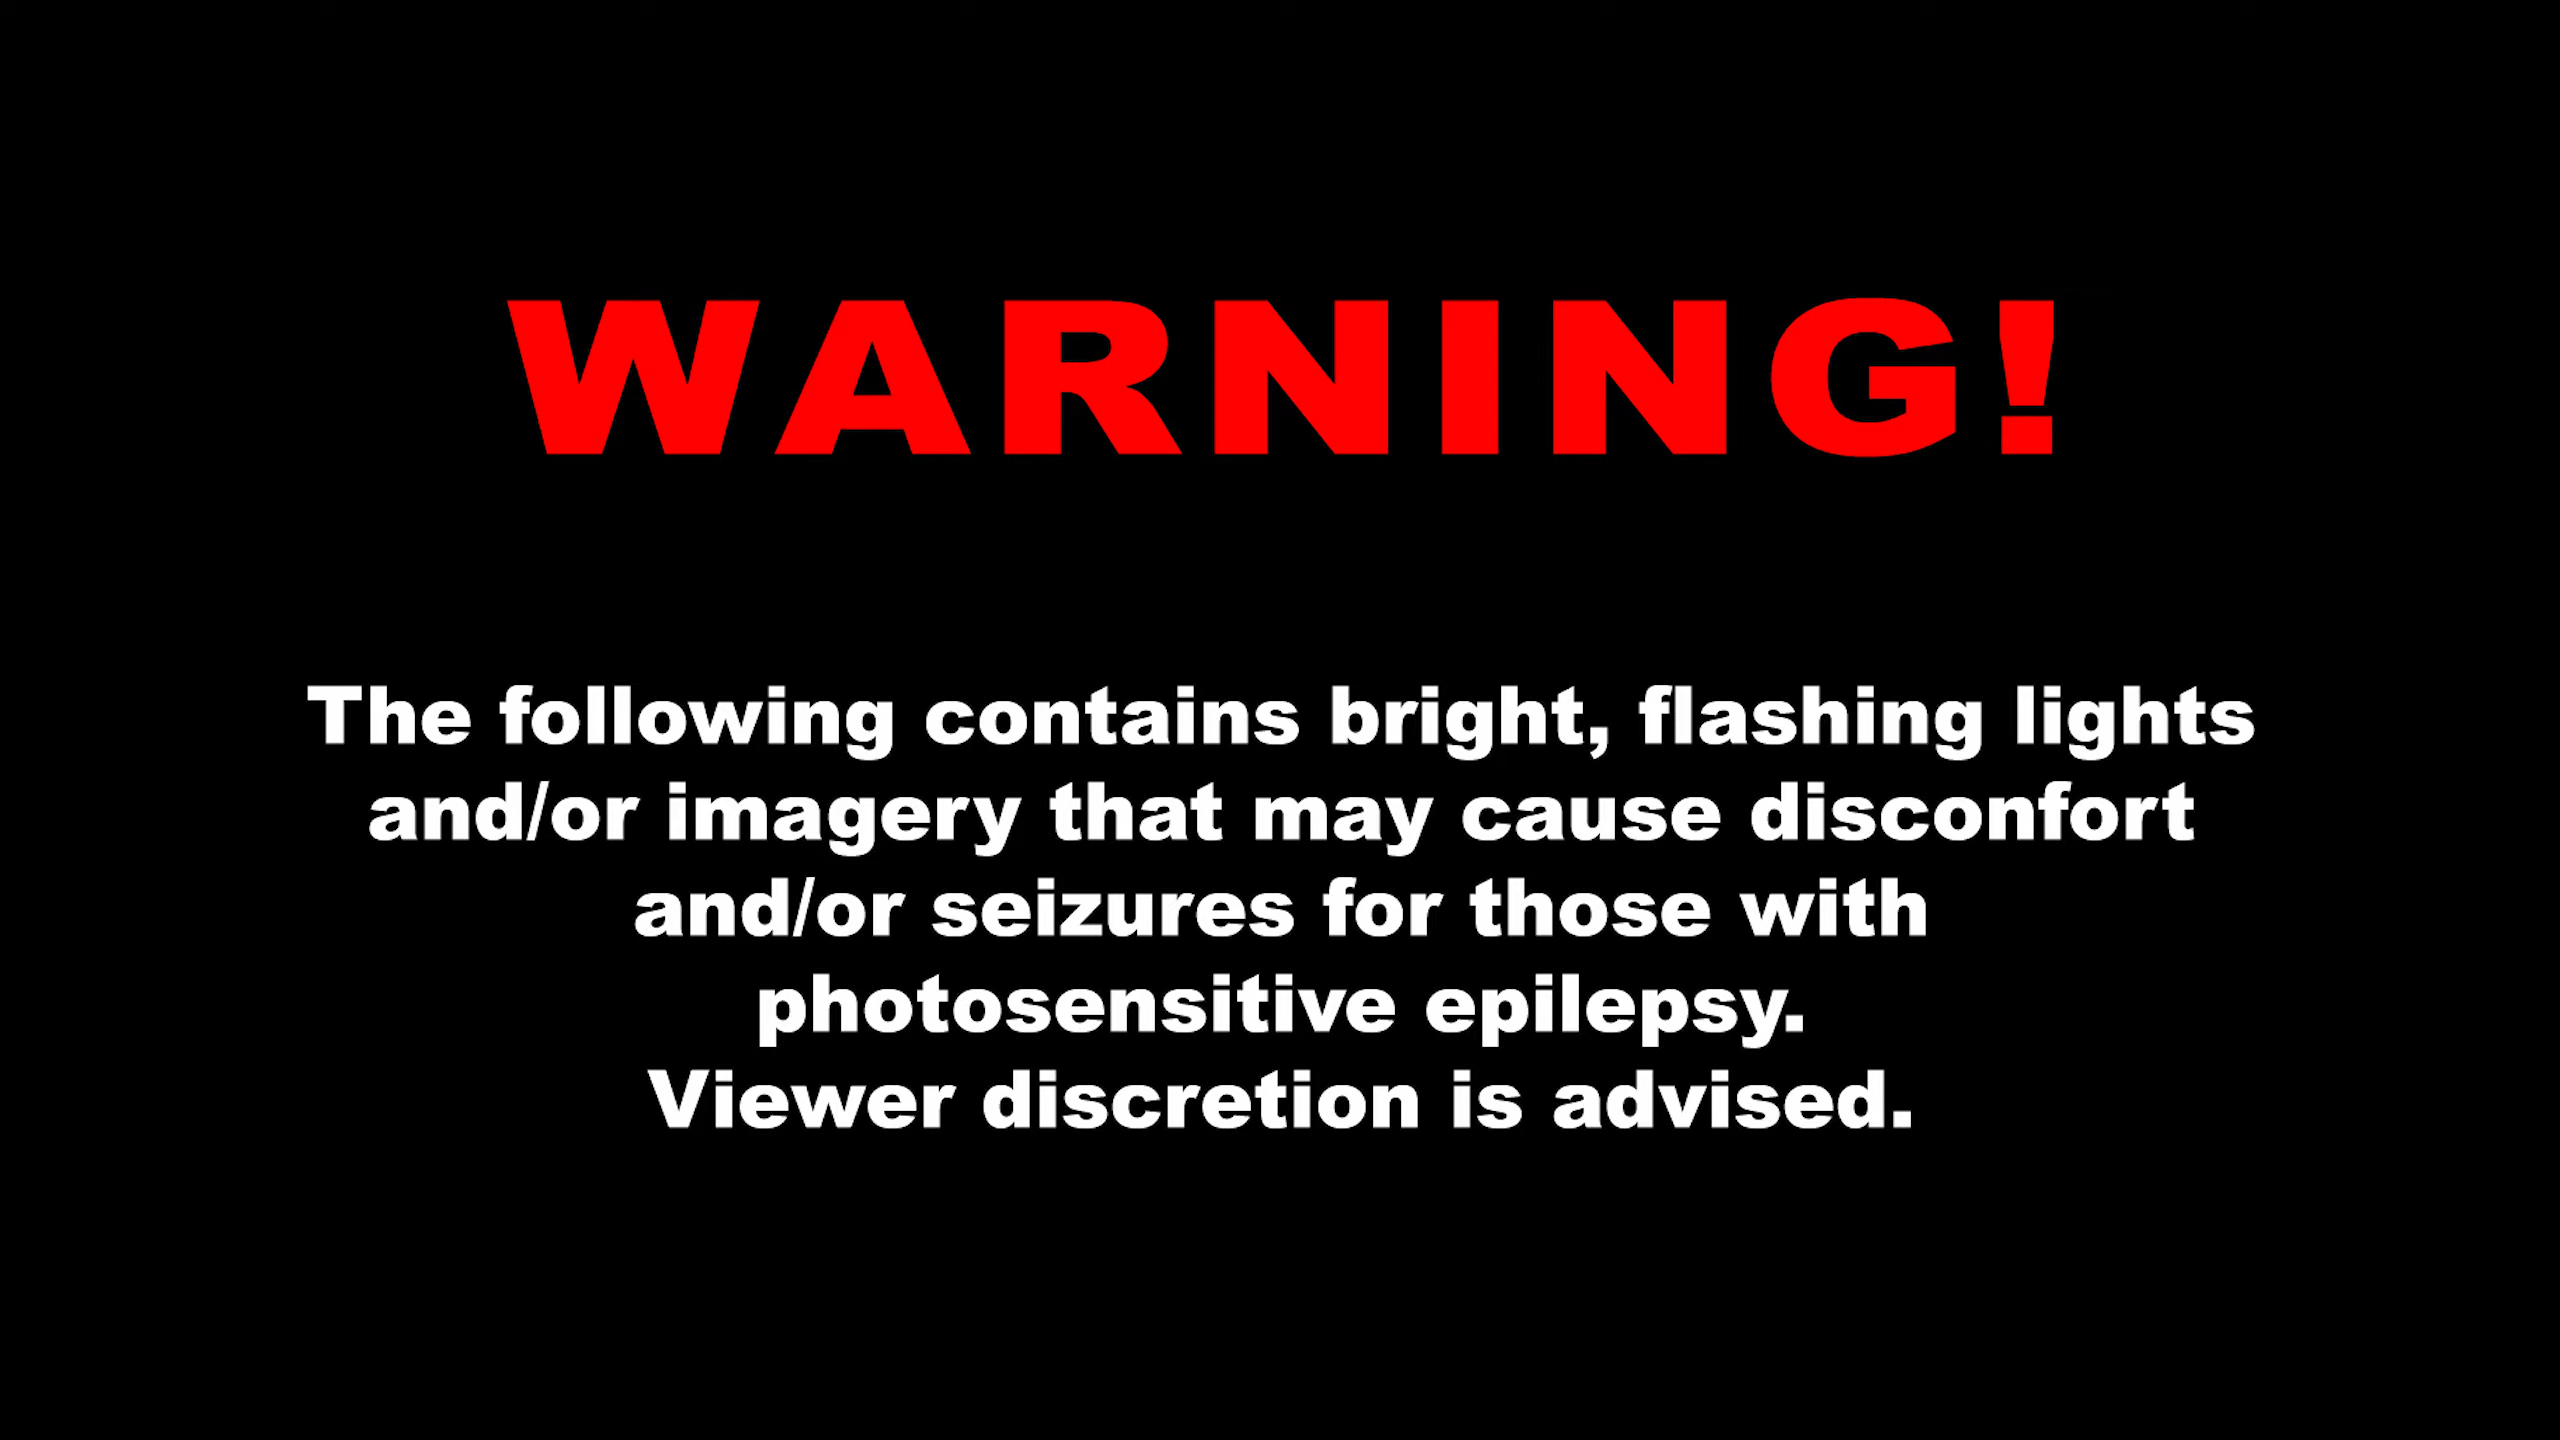 WARNING!
The following contains bright, flashing lights
and/or imagery that may cause disconfort
and/or seizures for those with
photosensitive epilepsy.
Viewer discretion is advised.